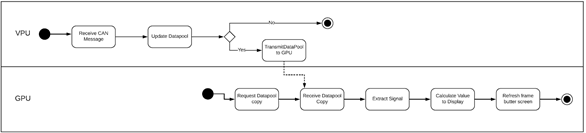 VPU
Receive CAN
Message
Update Datapool
No
Yes
TransmitDataPool
to GPU
GPU
Request Datapool
copy
Receive Datapool
Copy
Extract Signal
Calculate Value
to Display
Refresh frame
butter screen